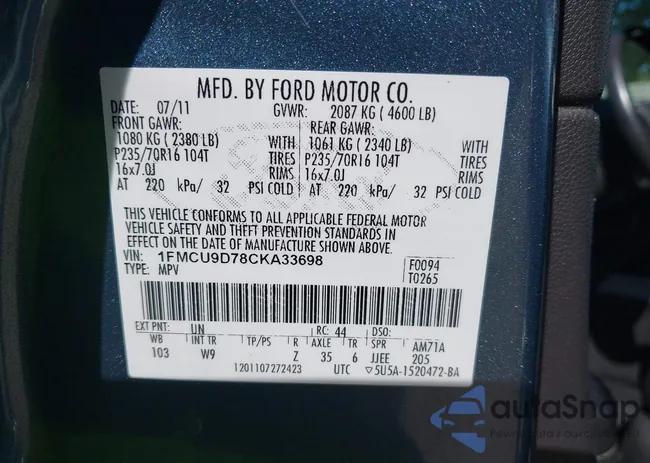 MFD. BY FORD MOTOR CO.
DATE: 07/11 GVWR: 2087 KG ( 4600 LB)
FRONT GAWR: REAR GAWR:
1080 KG ( 2380 LB) WITH 1061 KG ( 2340 LB) WITH
P235/70R16 104T TIRES P235/70R16 104T TIRES
16x7.0J RIMS 16x7.0J RIMS
AT 220 kPa/ 32 PSI COLD AT 220 kPa/ 32 PSI COLD
THIS VEHICLE CONFORMS TO ALL APPLICABLE FEDERAL MOTOR
VEHICLE SAFETY AND THEFT PREVENTION STANDARDS IN
EFFECT ON THE DATE OF MANUFACTURE SHOWN ABOVE.
VIN: 1FMCU9D78CKA33698 F0094
TYPE: MPV T0265
EXT PNT: UN RC: 44 DSO:
WB INT TR TP/PS R AXLE TR SPR AM71A
103 W9 Z 35 6 JJEE 205
1201107272423 UTC ▽5U5A-1520472-BA
autoSnap